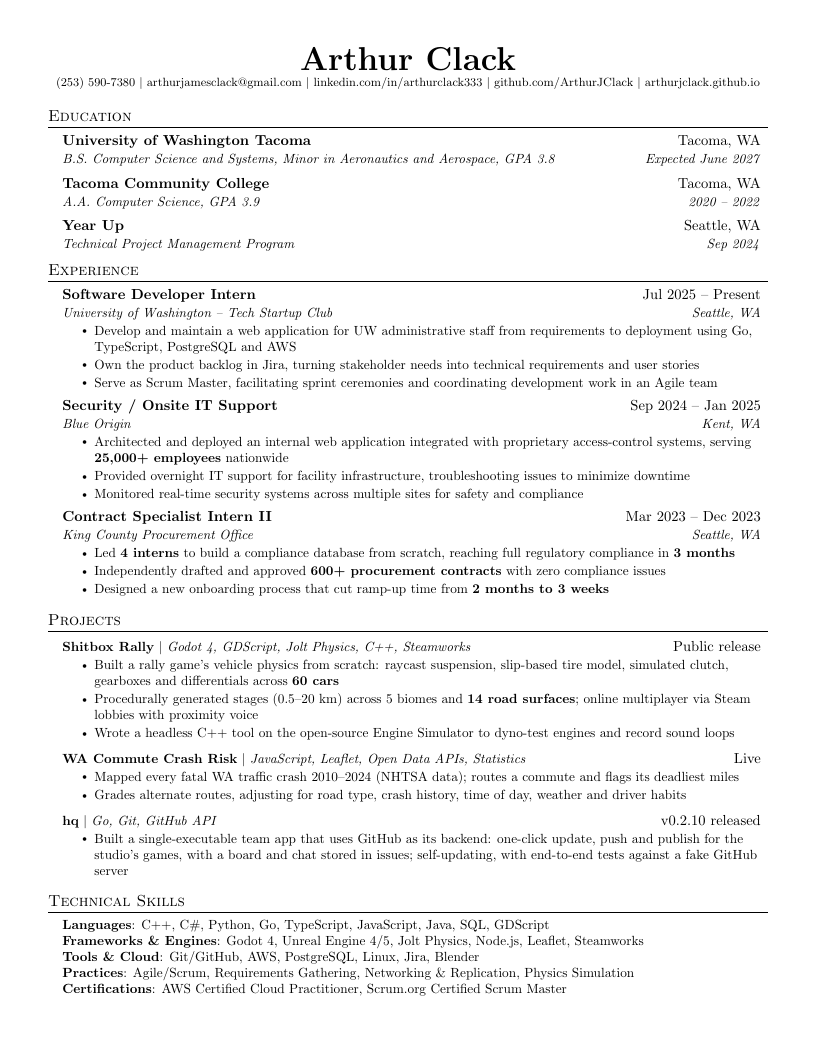 Arthur Clack
(253) 590-7380 | arthurjamesclack@gmail.com | linkedin.com/in/arthurclack333 | github.com/ArthurJClack | arthurjclack.github.io
Education
University of Washington Tacoma Tacoma, WA
B.S. Computer Science and Systems, Minor in Aeronautics and Aerospace, GPA 3.8 Expected June 2027
Tacoma Community College Tacoma, WA
A.A. Computer Science, GPA 3.9 2020 – 2022
Year Up Seattle, WA
Technical Project Management Program Sep 2024
Experience
Software Developer Intern Jul 2025 – Present
University of Washington – Tech Startup Club Seattle, WA
• Develop and maintain a web application for UW administrative staff from requirements to deployment using Go,
TypeScript, PostgreSQL and AWS
• Own the product backlog in Jira, turning stakeholder needs into technical requirements and user stories
• Serve as Scrum Master, facilitating sprint ceremonies and coordinating development work in an Agile team
Security / Onsite IT Support Sep 2024 – Jan 2025
Blue Origin Kent, WA
• Architected and deployed an internal web application integrated with proprietary access-control systems, serving
25,000+ employees nationwide
• Provided overnight IT support for facility infrastructure, troubleshooting issues to minimize downtime
• Monitored real-time security systems across multiple sites for safety and compliance
Contract Specialist Intern II Mar 2023 – Dec 2023
King County Procurement Office Seattle, WA
• Led 4 interns to build a compliance database from scratch, reaching full regulatory compliance in 3 months
• Independently drafted and approved 600+ procurement contracts with zero compliance issues
• Designed a new onboarding process that cut ramp-up time from 2 months to 3 weeks
Projects
Shitbox Rally | Godot 4, GDScript, Jolt Physics, C++, Steamworks Public release
• Built a rally game's vehicle physics from scratch: raycast suspension, slip-based tire model, simulated clutch,
gearboxes and differentials across 60 cars
• Procedurally generated stages (0.5–20 km) across 5 biomes and 14 road surfaces; online multiplayer via Steam
lobbies with proximity voice
• Wrote a headless C++ tool on the open-source Engine Simulator to dyno-test engines and record sound loops
WA Commute Crash Risk | JavaScript, Leaflet, Open Data APIs, Statistics Live
• Mapped every fatal WA traffic crash 2010–2024 (NHTSA data); routes a commute and flags its deadliest miles
• Grades alternate routes, adjusting for road type, crash history, time of day, weather and driver habits
hq | Go, Git, GitHub API v0.2.10 released
• Built a single-executable team app that uses GitHub as its backend: one-click update, push and publish for the
studio's games, with a board and chat stored in issues; self-updating, with end-to-end tests against a fake GitHub
server
Technical Skills
Languages: C++, C#, Python, Go, TypeScript, JavaScript, Java, SQL, GDScript
Frameworks & Engines: Godot 4, Unreal Engine 4/5, Jolt Physics, Node.js, Leaflet, Steamworks
Tools & Cloud: Git/GitHub, AWS, PostgreSQL, Linux, Jira, Blender
Practices: Agile/Scrum, Requirements Gathering, Networking & Replication, Physics Simulation
Certifications: AWS Certified Cloud Practitioner, Scrum.org Certified Scrum Master